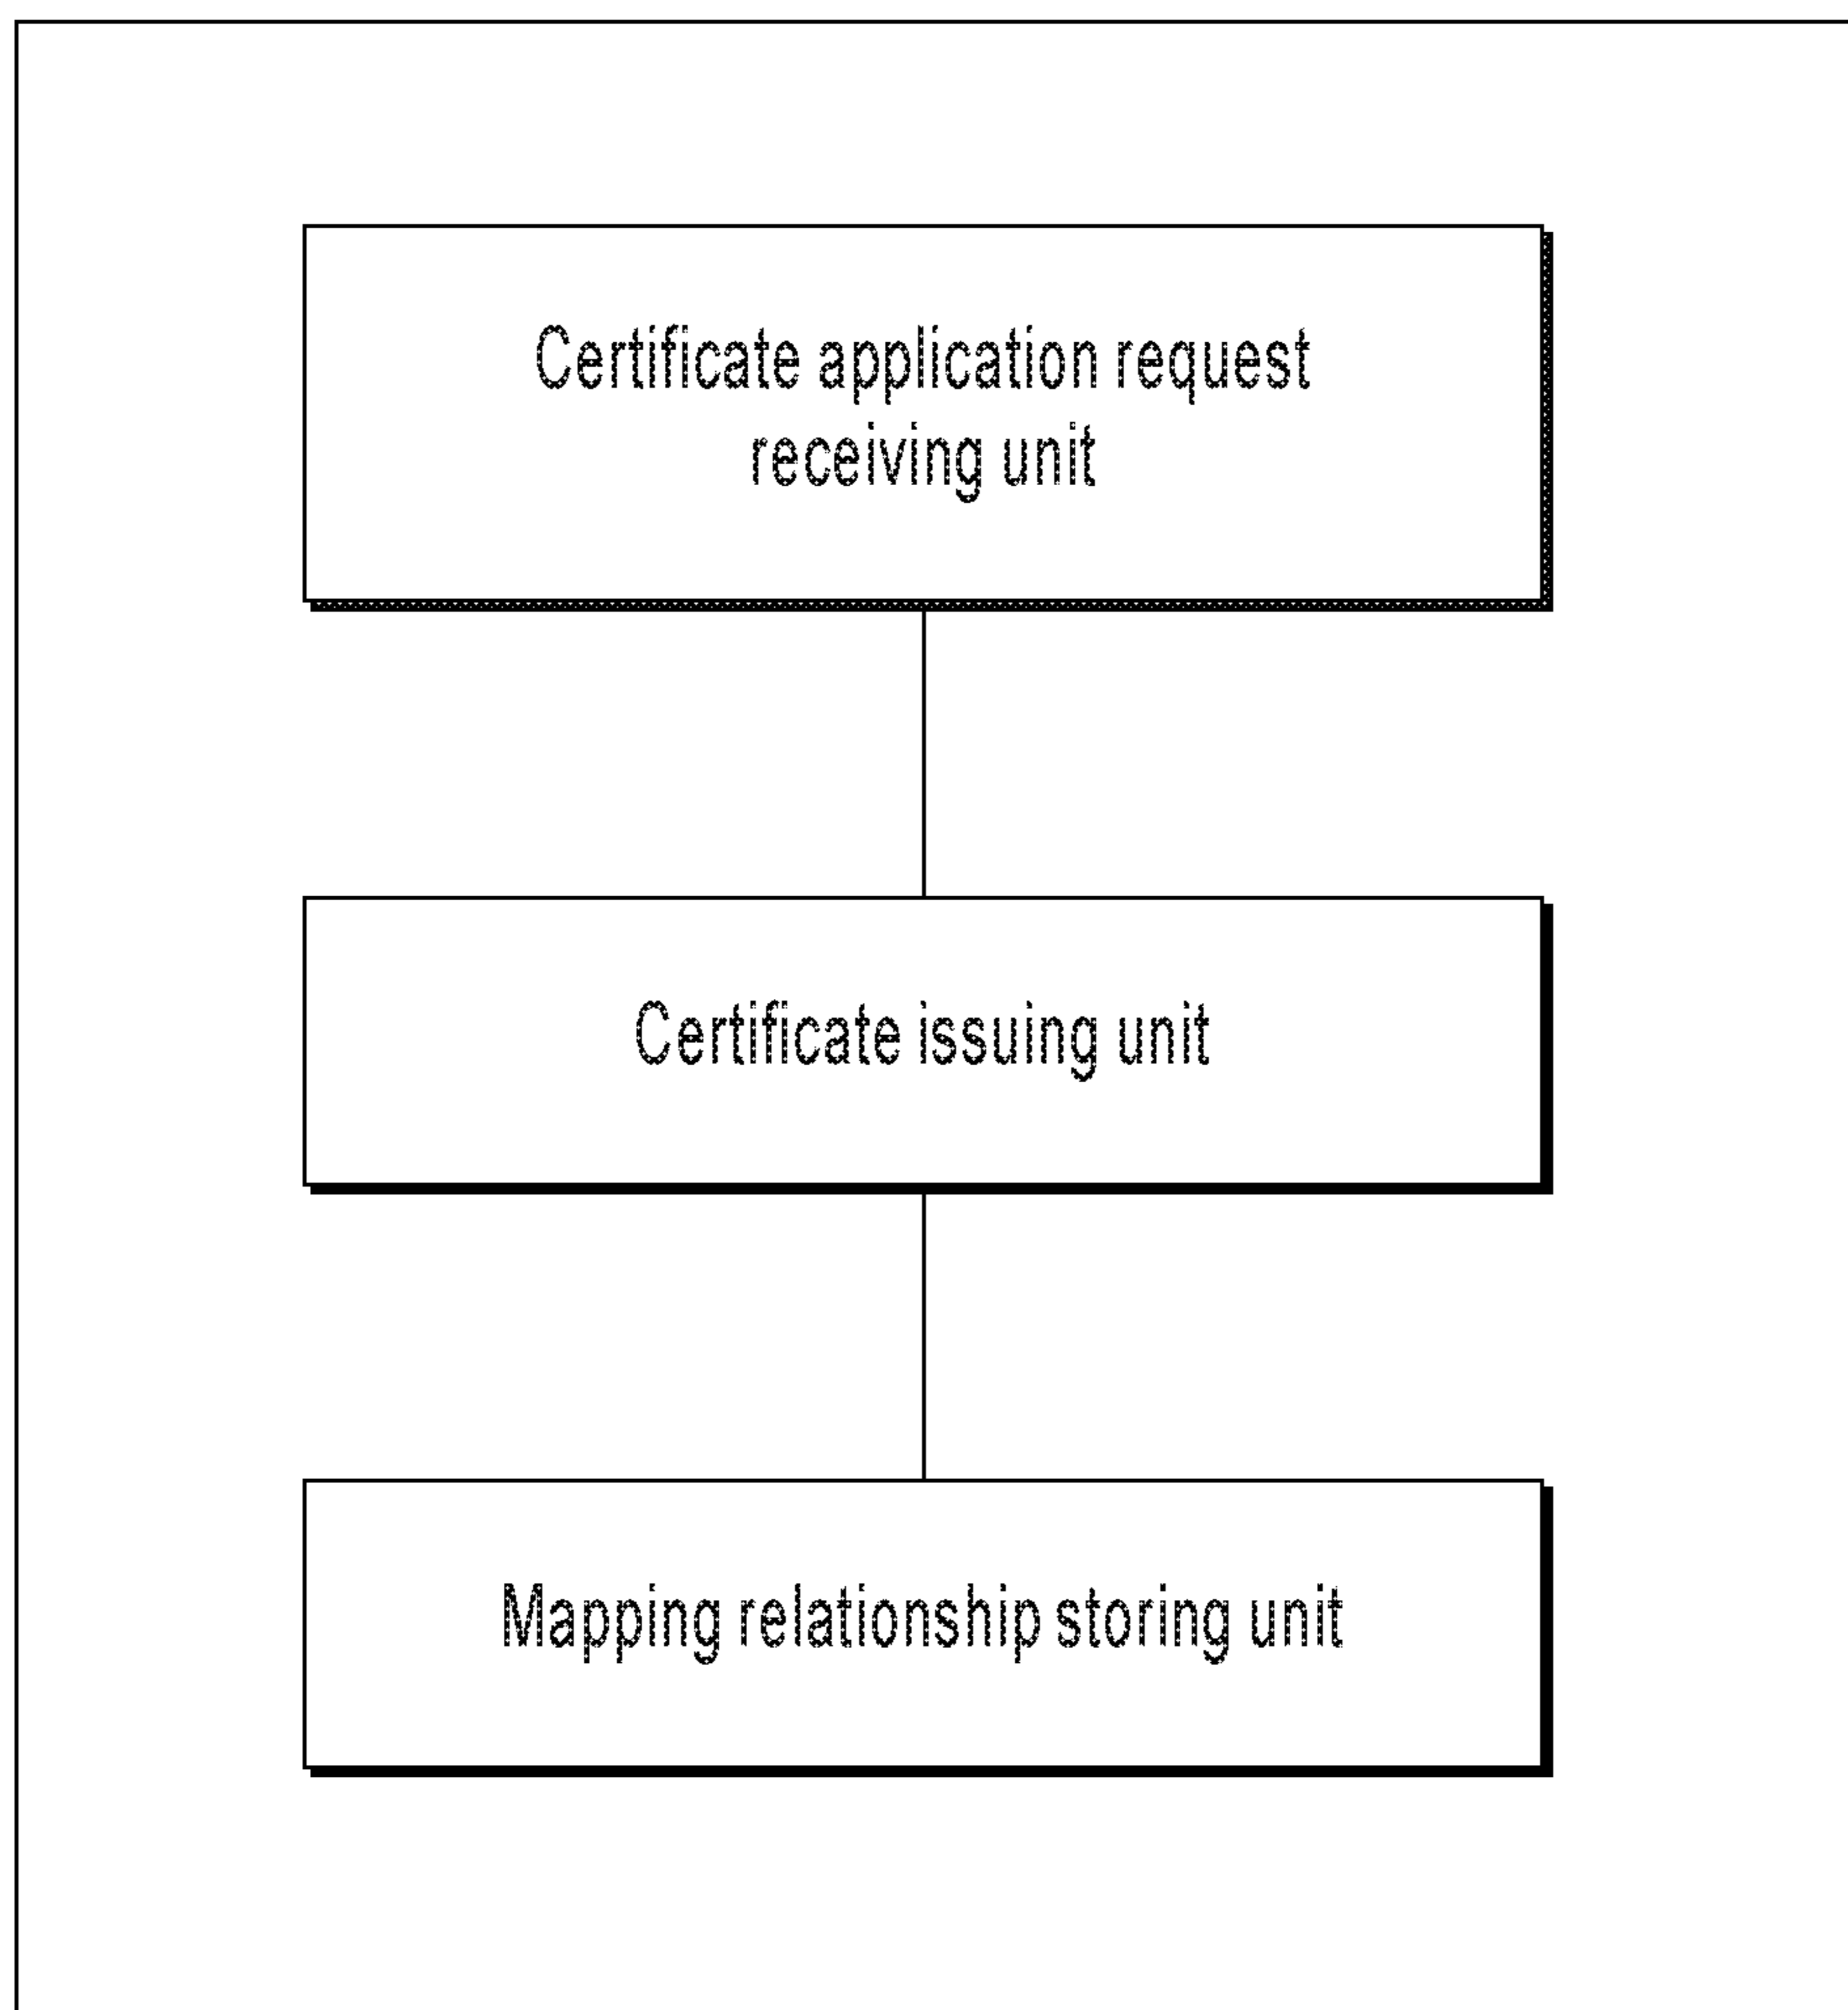 Certificate application request
receiving unit
Certificate issuing unit
Mapping relationship storing unit